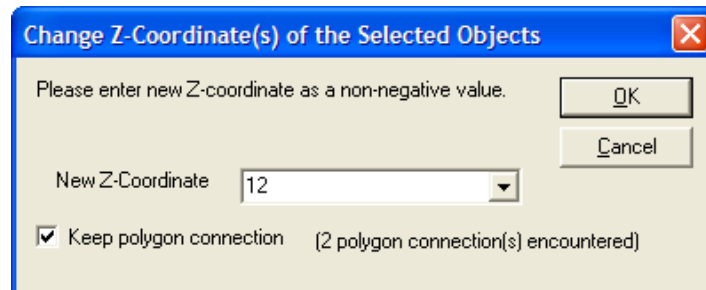 Change Z-Coordinate(s) of the Selected Objects
Please enter new Z-coordinate as a non-negative value.
OK
Cancel
New Z-Coordinate 12
Keep polygon connection (2 polygon connection(s) encountered)